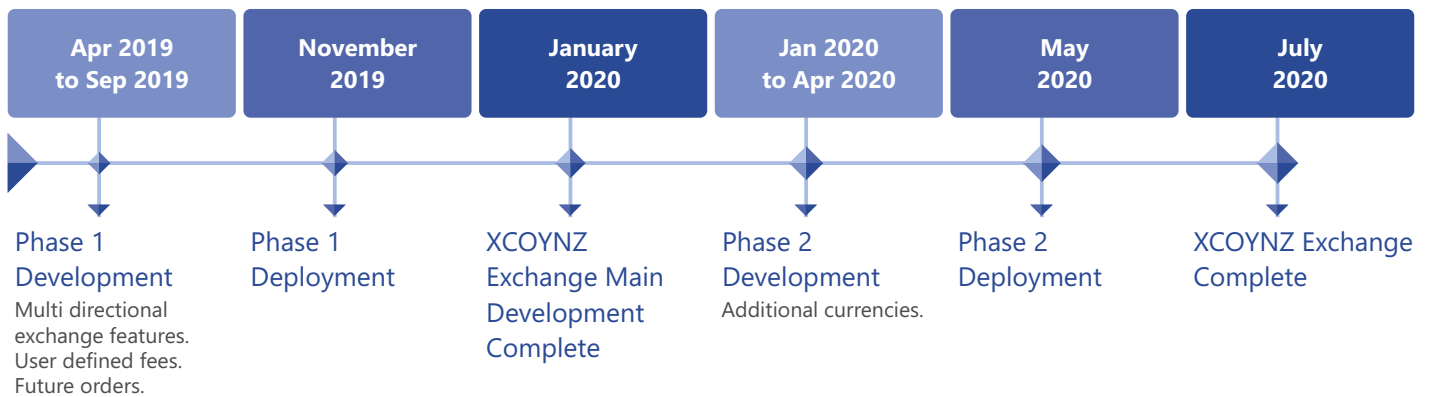 Apr 2019
to Sep 2019
November
2019
January
2020
Jan 2020
to Apr 2020
May
2020
July
2020
Phase 1
Development
Multi directional
exchange features.
User defined fees.
Future orders.
Phase 1
Deployment
XCOYNZ
Exchange Main
Development
Complete
Phase 2
Development
Additional currencies.
Phase 2
Deployment
XCOYNZ Exchange
Complete